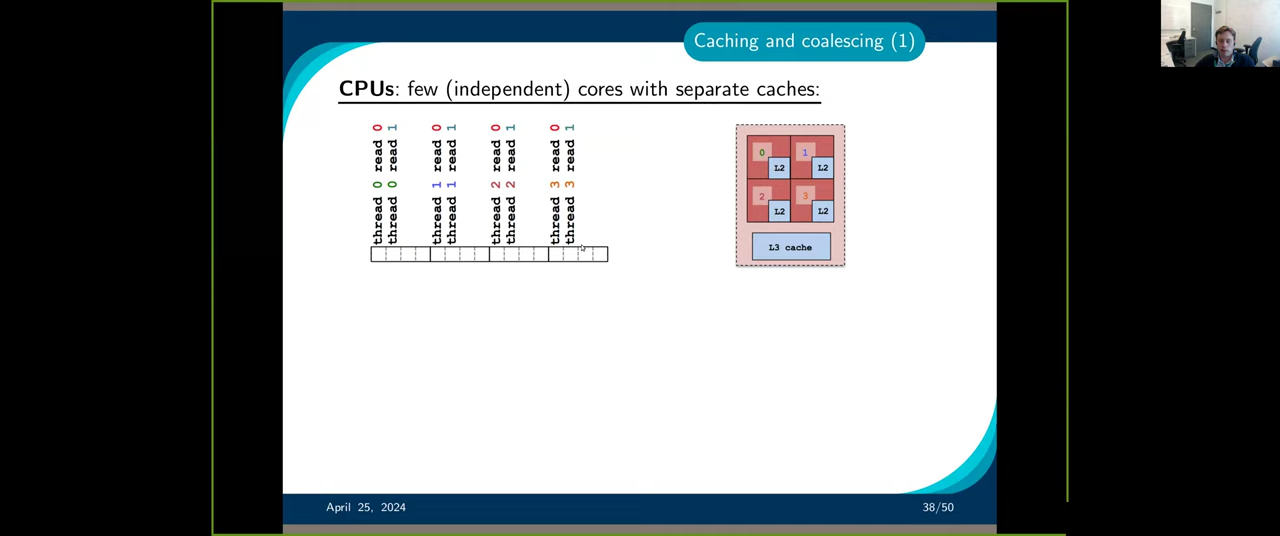 Caching and coalescing (1)
CPUs: few (independent) cores with separate caches:
thread 0 read 0
thread 0 read 1
thread 1 read 0
thread 1 read 1
thread 2 read 0
thread 2 read 1
thread 3 read 0
thread 3 read 1
0 1
L2 L2
2 3
L2 L2
L3 cache
April 25, 2024 38/50